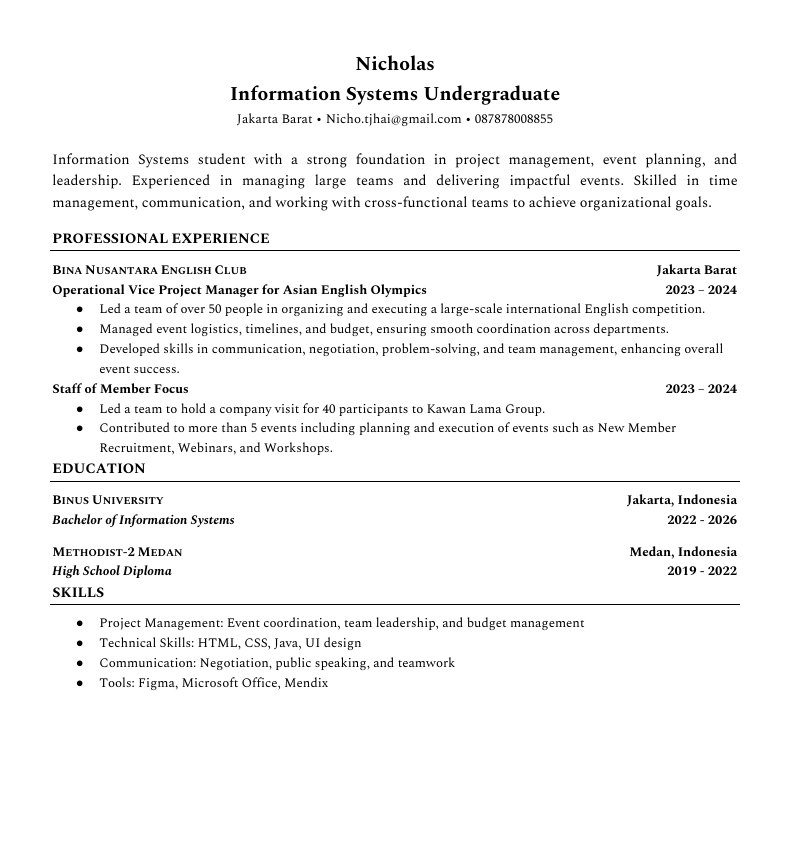 Nicholas
Information Systems Undergraduate
Jakarta Barat • Nicho.tjhai@gmail.com • 087878008855
Information Systems student with a strong foundation in project management, event planning, and
leadership. Experienced in managing large teams and delivering impactful events. Skilled in time
management, communication, and working with cross-functional teams to achieve organizational goals.
PROFESSIONAL EXPERIENCE
Bina Nusantara English Club Jakarta Barat
Operational Vice Project Manager for Asian English Olympics 2023 – 2024
● Led a team of over 50 people in organizing and executing a large-scale international English competition.
● Managed event logistics, timelines, and budget, ensuring smooth coordination across departments.
● Developed skills in communication, negotiation, problem-solving, and team management, enhancing overall
event success.
Staff of Member Focus 2023 – 2024
● Led a team to hold a company visit for 40 participants to Kawan Lama Group.
● Contributed to more than 5 events including planning and execution of events such as New Member
Recruitment, Webinars, and Workshops.
EDUCATION
Binus University Jakarta, Indonesia
Bachelor of Information Systems 2022 - 2026
Methodist-2 Medan Medan, Indonesia
High School Diploma 2019 - 2022
SKILLS
● Project Management: Event coordination, team leadership, and budget management
● Technical Skills: HTML, CSS, Java, UI design
● Communication: Negotiation, public speaking, and teamwork
● Tools: Figma, Microsoft Office, Mendix